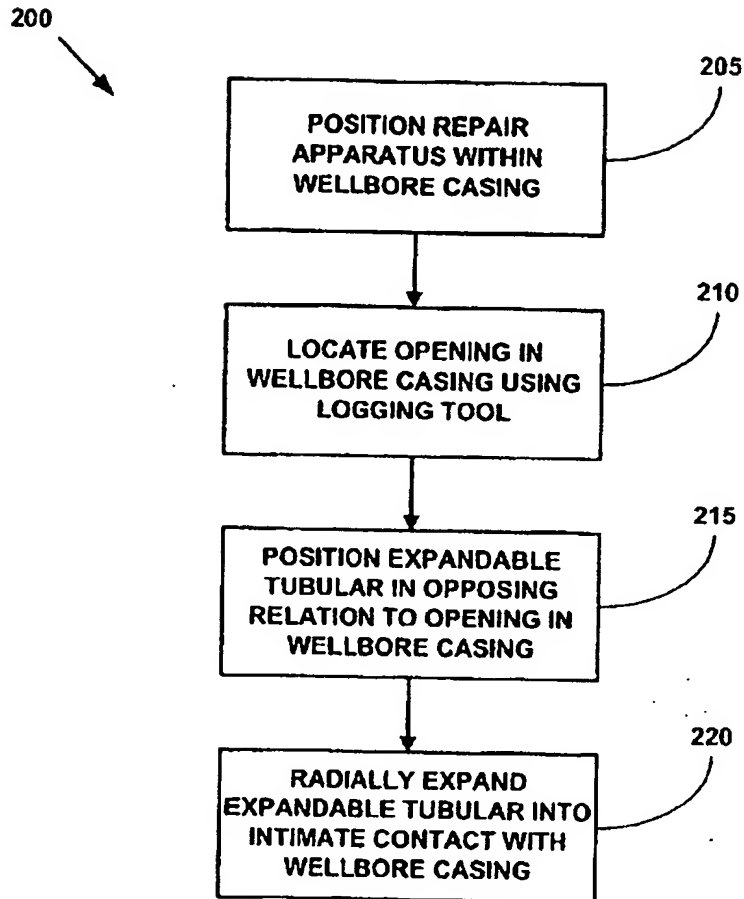 200
205
POSITION REPAIR
APPARATUS WITHIN
WELLBORE CASING
210
LOCATE OPENING IN
WELLBORE CASING USING
LOGGING TOOL
215
POSITION EXPANDABLE
TUBULAR IN OPPOSING
RELATION TO OPENING IN
WELLBORE CASING
220
RADIALLY EXPAND
EXPANDABLE TUBULAR INTO
INTIMATE CONTACT WITH
WELLBORE CASING